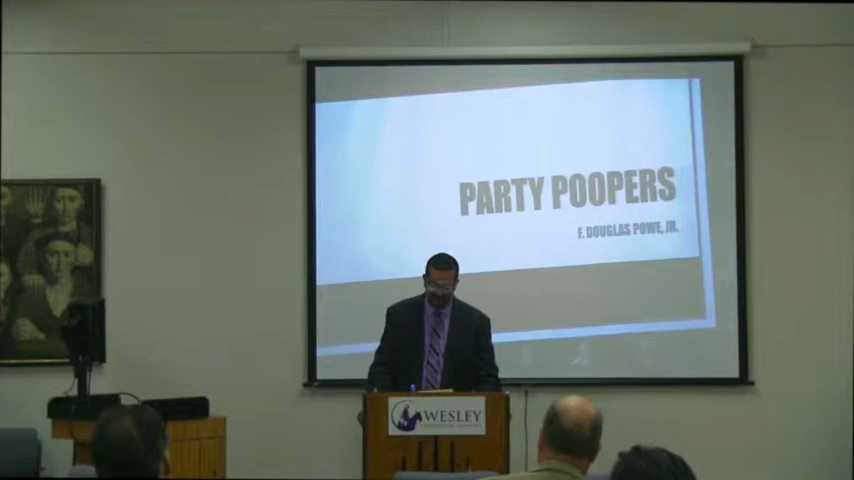 PARTY POOPERS
F. DOUGLAS POWE, JR.
WESLEY